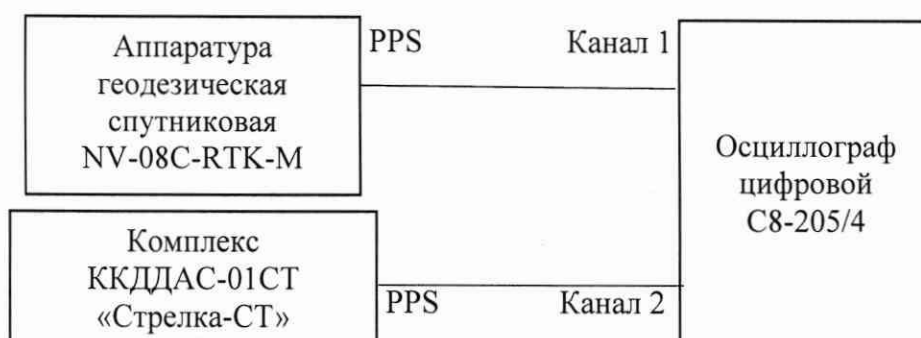 Аппаратура
геодезическая
спутниковая
NV-08C-RTK-M
PPS
Канал 1
Осциллограф
цифровой
С8-205/4
Комплекс
ККДДАС-01СТ
«Стрелка-СТ»
PPS
Канал 2